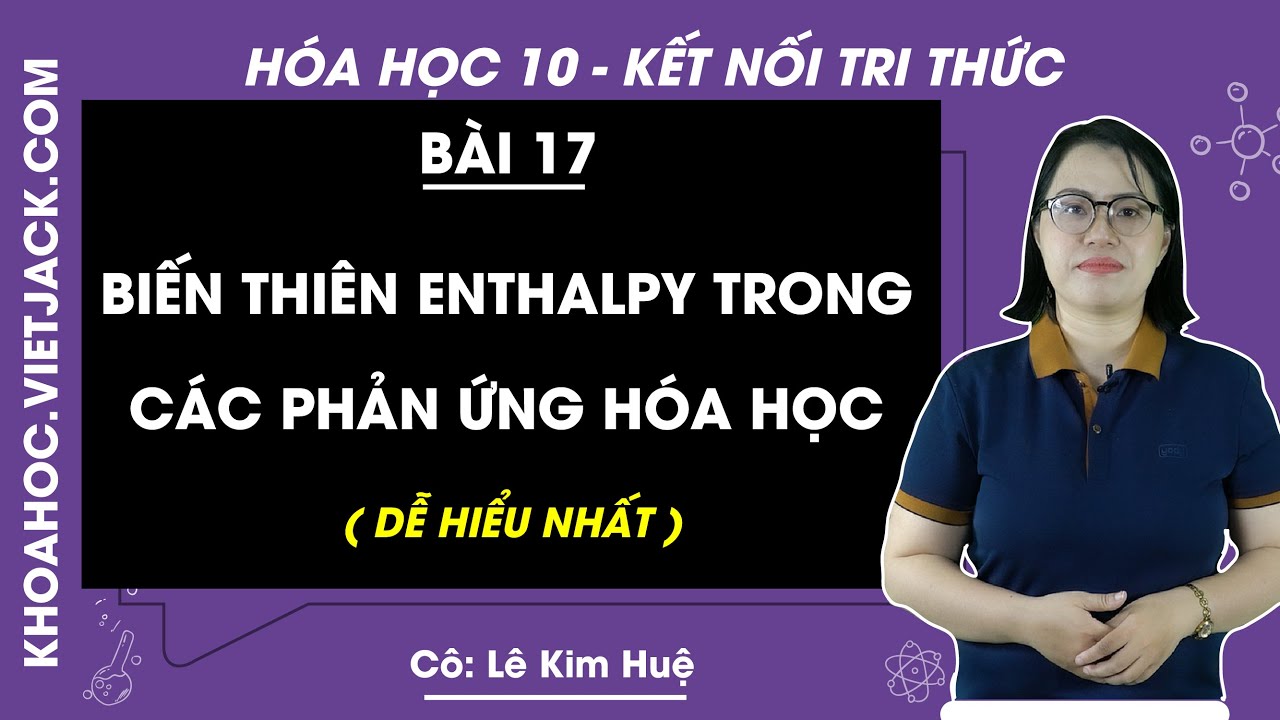 HÓA HỌC 10 - KẾT NỐI TRI THỨC
KHOAHOC.VIETJACK.COM
BÀI 17
BIẾN THIÊN ENTHALPY TRONG
CÁC PHẢN ỨNG HÓA HỌC
( DỄ HIỂU NHẤT )
Cô: Lê Kim Huệ